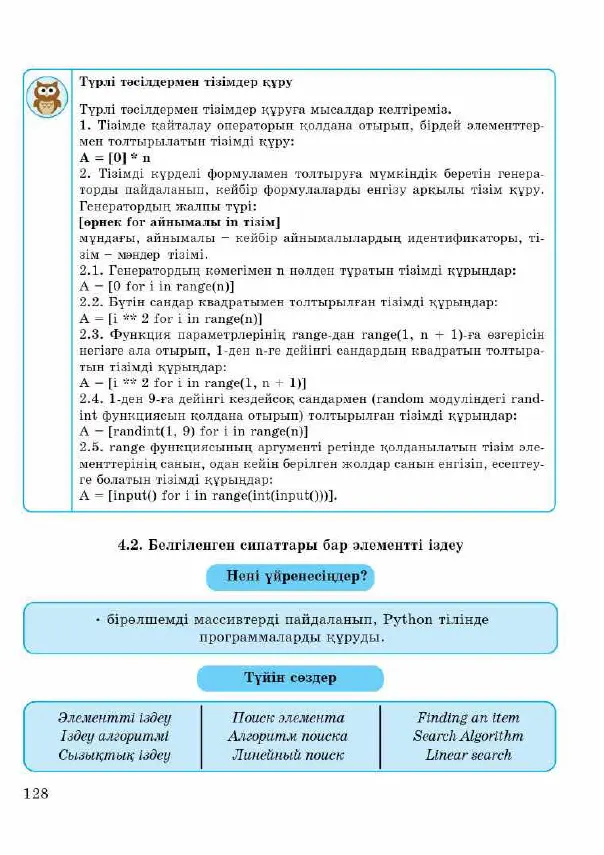 Түрлі тәсілдермен тізімдер құру
Түрлі тәсілдермен тізімдер құруға мысалдар келтіреміз.
1. Тізімде қайталау операторын қолдана отырып, бірдей элементтер-
мен толтырылатын тізімді құру:
A = [0] * n
2. Тізімді күрделі формуламен толтыруға мүмкіндік беретін генера-
торды пайдаланып, кейбір формулаларды енгізу арқылы тізім құру.
Генератордың жалпы түрі:
[өрнек for айнымалы in тізім]
мұндағы, айнымалы – кейбір айнымалылардың идентификаторы, ті-
зім – мәндер тізімі.
2.1. Генератордың көмегімен n нөлден тұратын тізімді құрыңдар:
A = [0 for i in range(n)]
2.2. Бүтін сандар квадратымен толтырылған тізімді құрыңдар:
A = [i ** 2 for i in range(n)]
2.3. Функция параметрлерінің range-дан range(1, n + 1)-ға өзгерісін
негізге ала отырып, 1-ден n-ге дейінгі сандардың квадратын толтыра-
тын тізімді құрыңдар:
A = [i ** 2 for i in range(1, n + 1)]
2.4. 1-ден 9-ға дейінгі кездейсоқ сандармен (random модуліндегі rand-
int функциясын қолдана отырып) толтырылған тізімді құрыңдар:
A = [randint(1, 9) for i in range(n)]
2.5. range функциясының аргументі ретінде қолданылатын тізім эле-
менттерінің санын, одан кейін берілген жолдар санын енгізіп, есептеу-
ге болатын тізімді құрыңдар:
A = [input() for i in range(int(input()))].
4.2. Белгіленген сипаттары бар элементті іздеу
Нені үйренесіңдер?
• бірөлшемді массивтерді пайдаланып, Python тілінде
программаларды құруды.
Түйін сөздер
Элементті іздеу
Іздеу алгоритмі
Сызықтық іздеу
Поиск элемента
Алгоритм поиска
Линейный поиск
Finding an item
Search Algorithm
Linear search
128